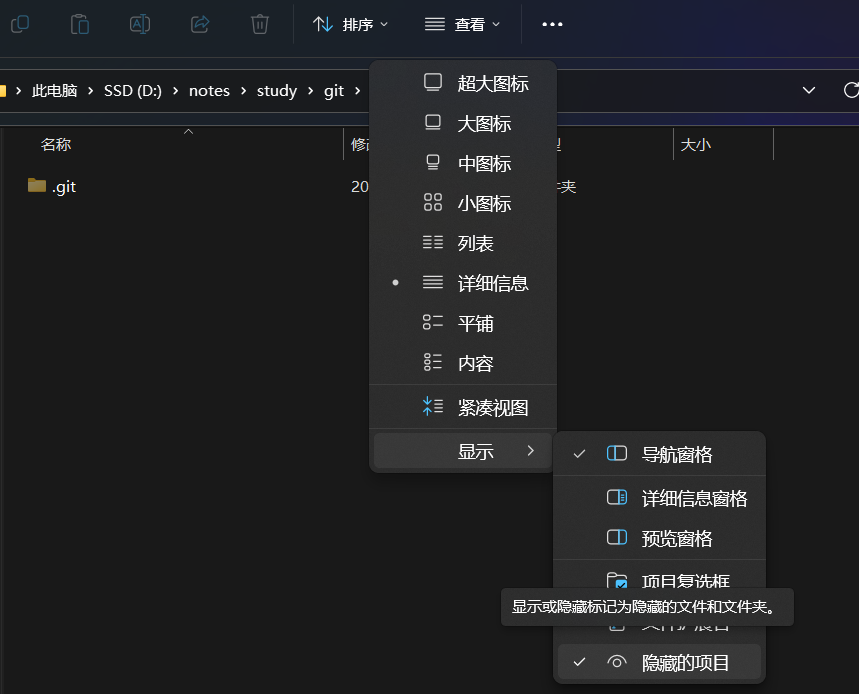 排序
查看
此电脑 > SSD (D:) > notes > study > git >
名称
修
大小
.git
20
夹
超大图标
大图标
中图标
小图标
列表
详细信息
平铺
内容
紧凑视图
显示
导航窗格
详细信息窗格
预览窗格
项目复选框
显示或隐藏标记为隐藏的文件和文件夹。
隐藏的项目